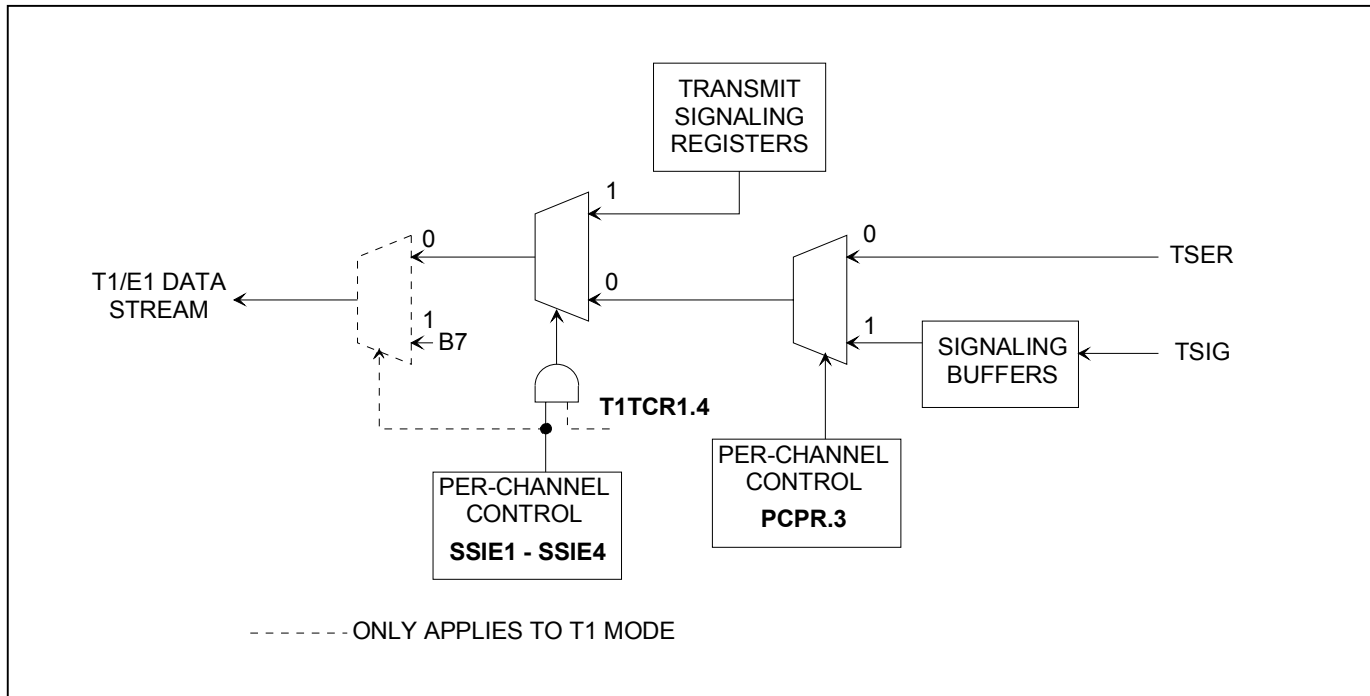 TRANSMIT
SIGNALING
REGISTERS
1
0
0
T1/E1 DATA
STREAM
0
TSER
1
B7
1
SIGNALING
BUFFERS
TSIG
T1TCR1.4
PER-CHANNEL
CONTROL
SSIE1 - SSIE4
PER-CHANNEL
CONTROL
PCPR.3
ONLY APPLIES TO T1 MODE